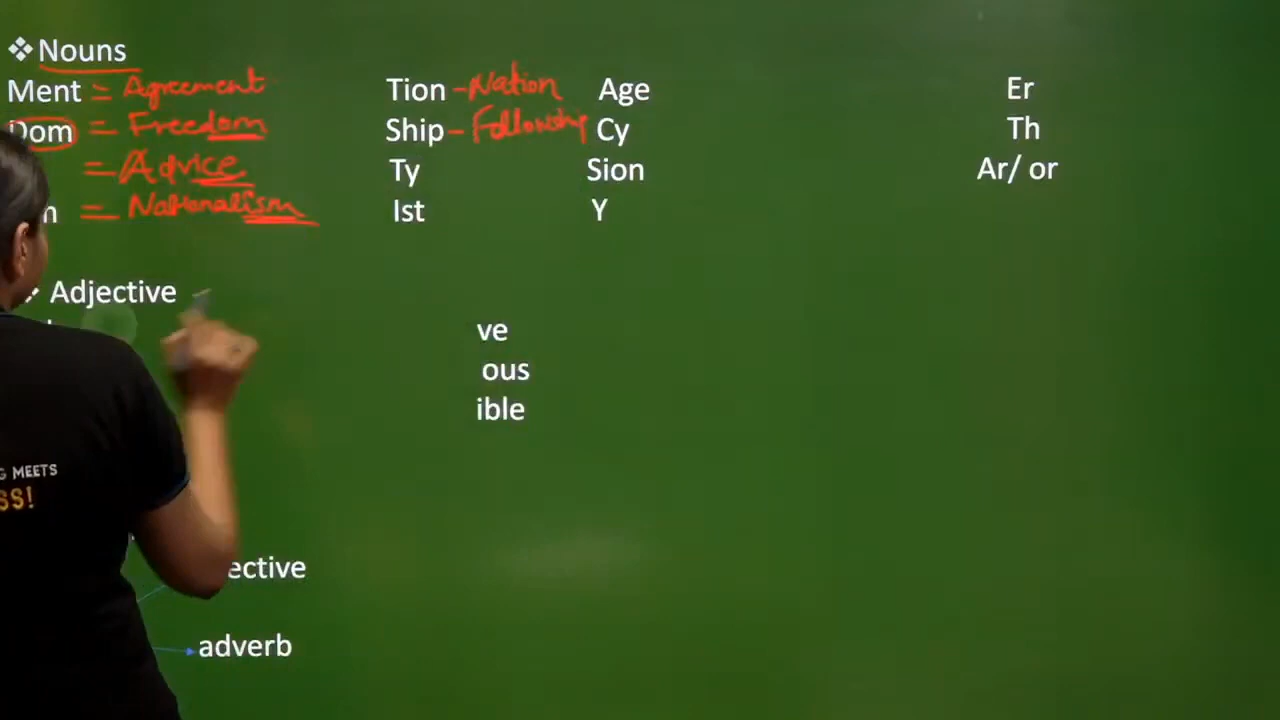 ❖Nouns
Ment = Agreement Tion - Nation Age Er
Dom = Freedom Ship - Following Cy Th
= Advice Ty Sion Ar/ or
= Nationalism Ist Y
Adjective
ve
ous
ible
G MEETS
SS!
ective
adverb